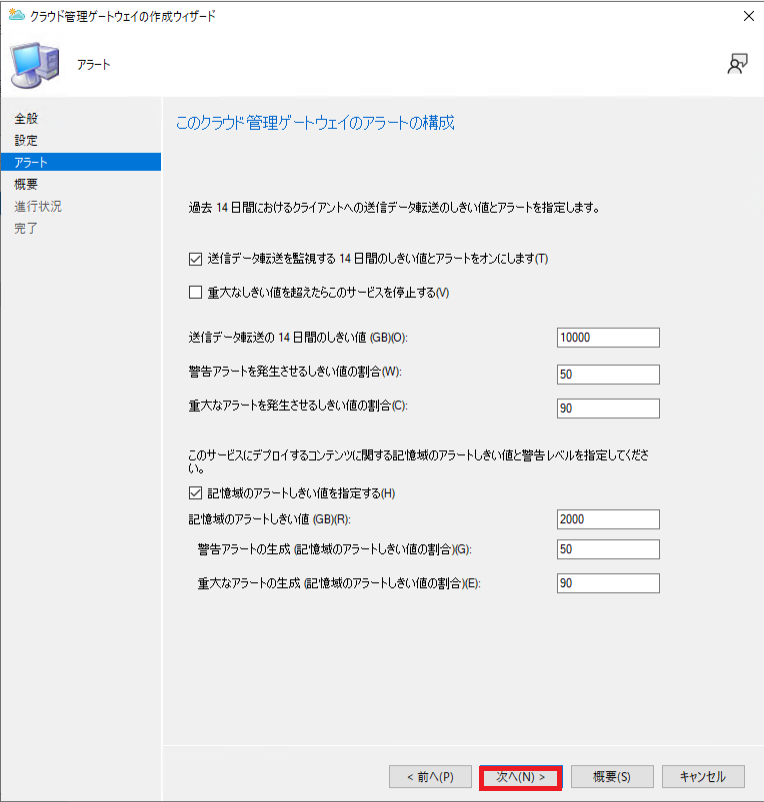 クラウド管理ゲートウェイの作成ウィザード
アラート
全般
設定
アラート
概要
進行状況
完了
このクラウド管理ゲートウェイのアラートの構成
過去 14 日間におけるクライアントへの送信データ転送のしきい値とアラートを指定します。
送信データ転送を監視する 14 日間のしきい値とアラートをオンにします(T)
重大なしきい値を超えたらこのサービスを停止する(V)
送信データ転送の 14 日間のしきい値 (GB)(O): 10000
警告アラートを発生させるしきい値の割合(W): 50
重大なアラートを発生させるしきい値の割合(C): 90
このサービスにデプロイするコンテンツに関する記憶域のアラートしきい値と警告レベルを指定してくださ
い。
記憶域のアラートしきい値を指定する(H)
記憶域のアラートしきい値 (GB)(R): 2000
警告アラートの生成 (記憶域のアラートしきい値の割合)(G): 50
重大なアラートの生成 (記憶域のアラートしきい値の割合)(E): 90
< 前へ(P) 次へ(N) > 概要(S) キャンセル